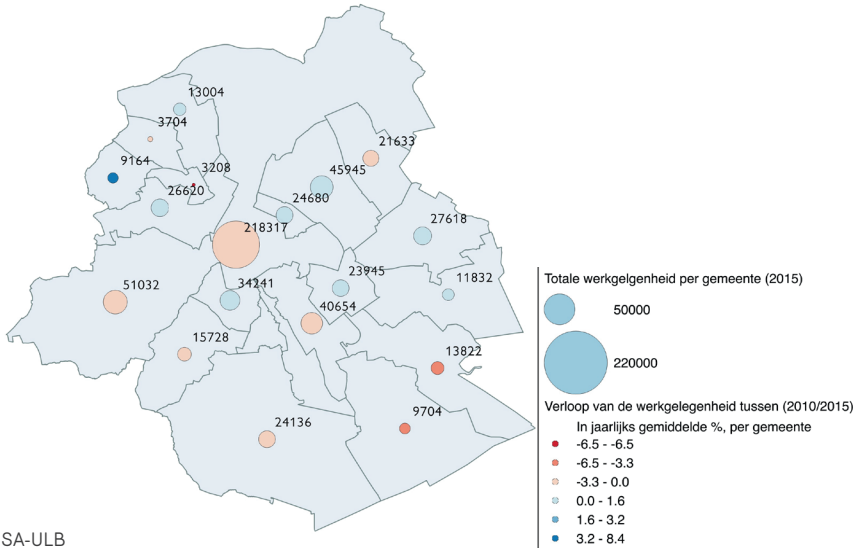 13004
3704
21633
9164
3208
45945
26620
24680
218317
27618
23945
11832
51032
34241
40654
15728
13822
9704
24136
Totale werkgelgenheid per gemeente (2015)
50000
220000
Verloop van de werkgelegenheid tussen (2010/2015)
In jaarlijks gemiddelde %, per gemeente
-6.5 - -6.5
-6.5 - -3.3
-3.3 - 0.0
0.0 - 1.6
1.6 - 3.2
3.2 - 8.4
SA-ULB